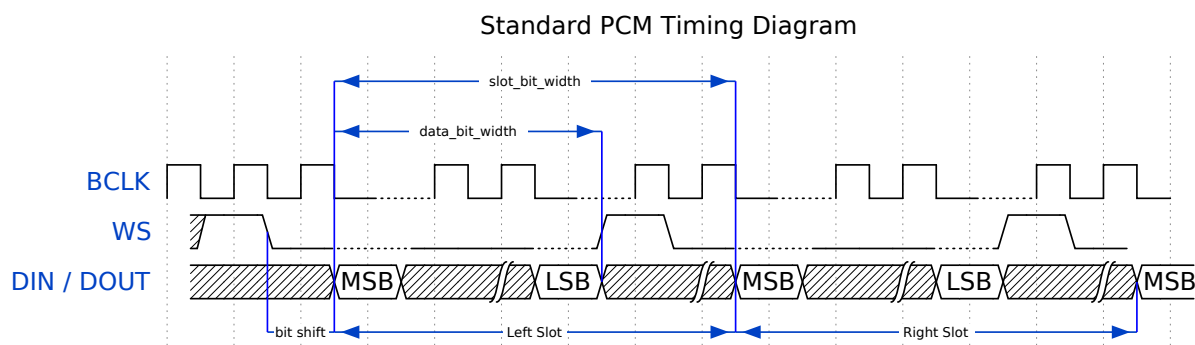 Standard PCM Timing Diagram
slot_bit_width
data_bit_width
BCLK
WS
DIN / DOUT MSB LSB MSB LSB MSB
bit shift Left Slot Right Slot